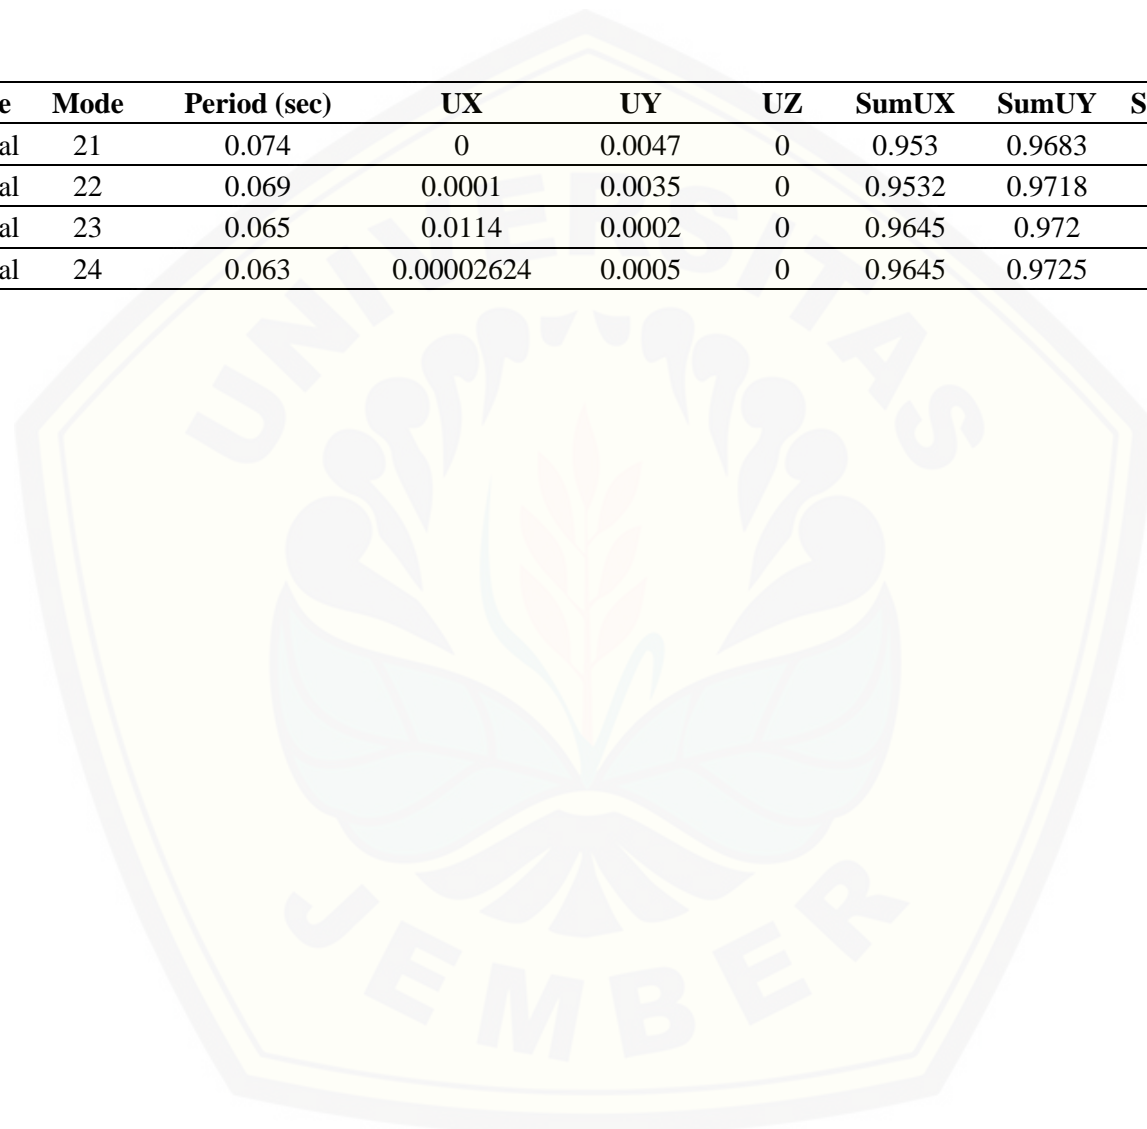 e Mode Period (sec) UX UY UZ SumUX SumUY S
al 21 0.074 0 0.0047 0 0.953 0.9683
al 22 0.069 0.0001 0.0035 0 0.9532 0.9718
al 23 0.065 0.0114 0.0002 0 0.9645 0.972
al 24 0.063 0.00002624 0.0005 0 0.9645 0.9725
UNIVERSITAS
JEMBER